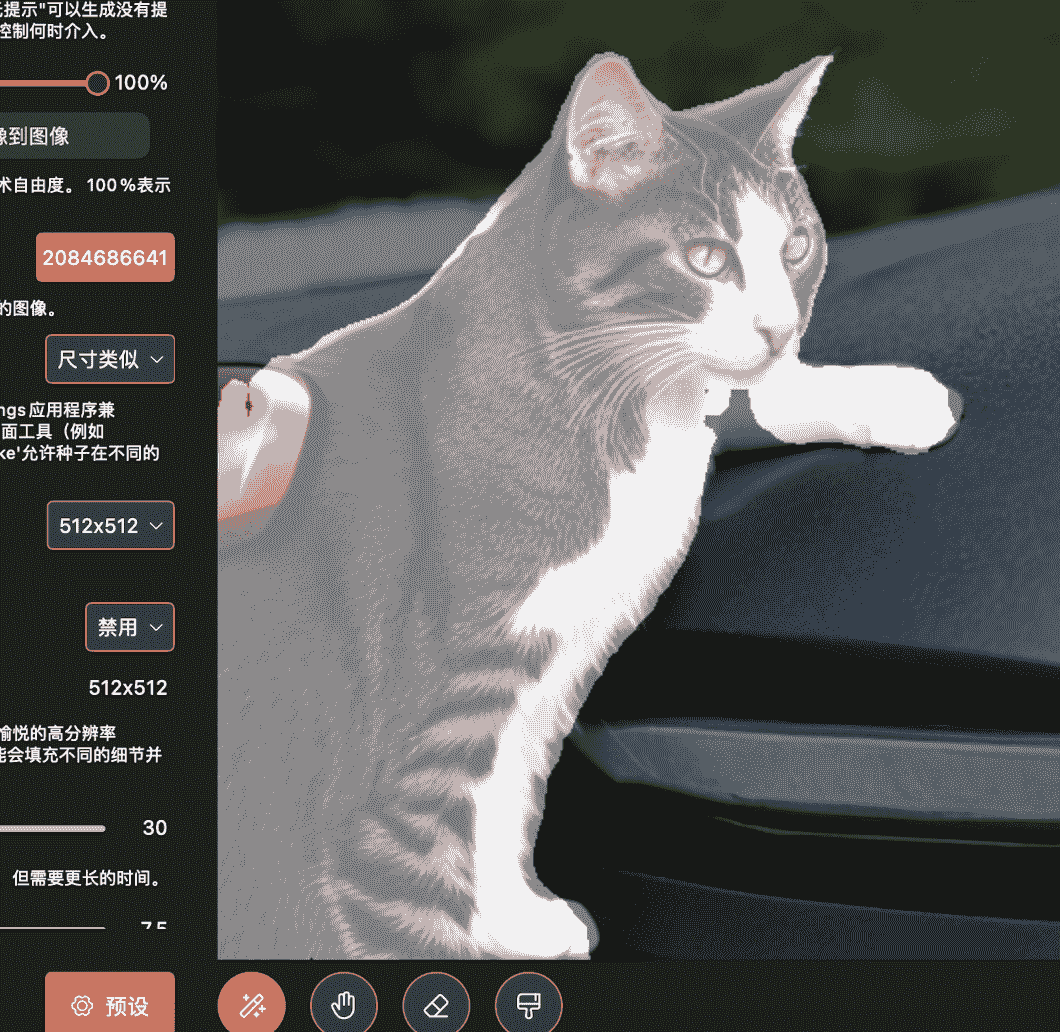 提示"可以生成没有提
控制何时介入。
100%
像到图像
术自由度。 100%表示
2084686641
的图像。
尺寸类似
ngs应用程序兼
面工具（例如
ke'允许种子在不同的
512x512
禁用
512x512
愉悦的高分辨率
能会填充不同的细节并
30
但需要更长的时间。
7.5
预设